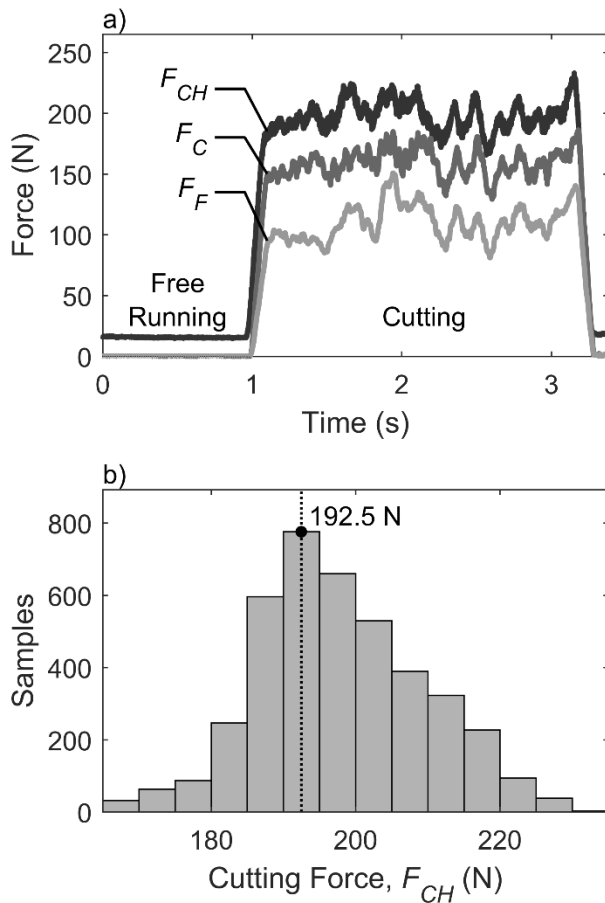 a)
250
200
150
100
50
0
Force (N)
F_CH
F_C
F_F
Free
Running
Cutting
0 1 2 3
Time (s)
b)
192.5 N
800
600
400
200
0
Samples
180 200 220
Cutting Force, F_CH (N)